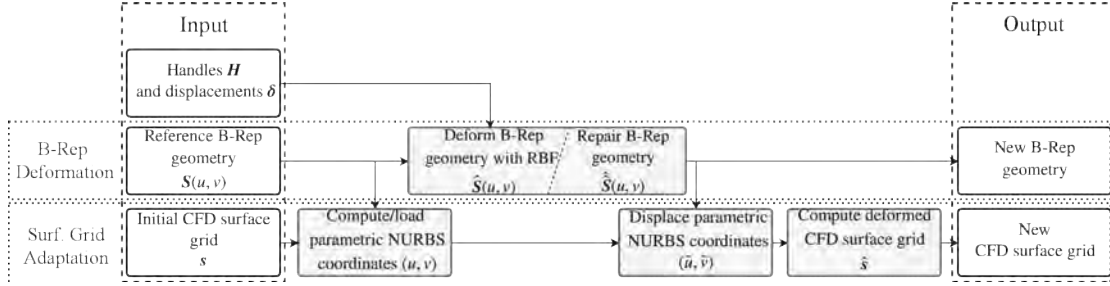 Input
Output
Handles H
and displacements δ
B-Rep
Deformation
Reference B-Rep
geometry
S(u, v)
Deform B-Rep
geometry with RBF
Ŝ(u, v)
Repair B-Rep
geometry
Ŝ̂(u, v)
New B-Rep
geometry
Surf. Grid
Adaptation
Initial CFD surface
grid
s
Compute/load
parametric NURBS
coordinates (u, v)
Displace parametric
NURBS coordinates
(ũ, ṽ)
Compute deformed
CFD surface grid
ŝ
New
CFD surface grid